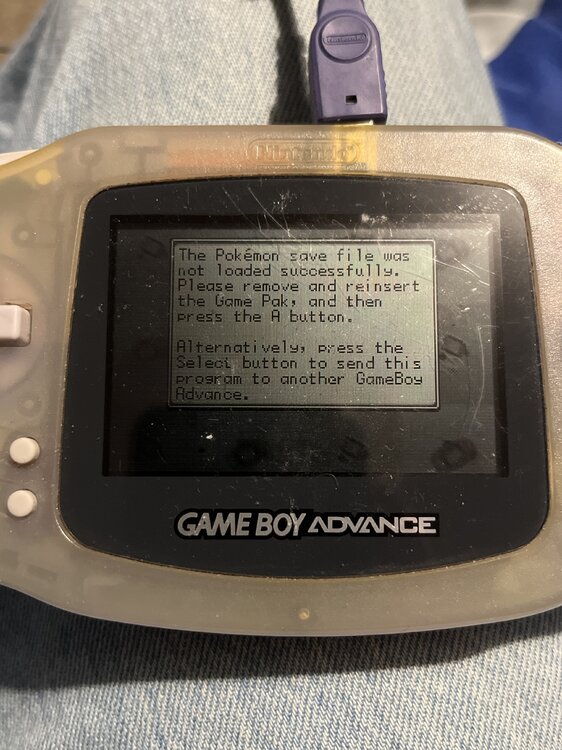 Nintendo
Nintendo
The Pokémon save file was
not loaded successfully.
Please remove and reinsert
the Game Pak, and then
press the A button.
Alternatively, press the
Select button to send this
program to another GameBoy
Advance.
GAME BOY ADVANCE